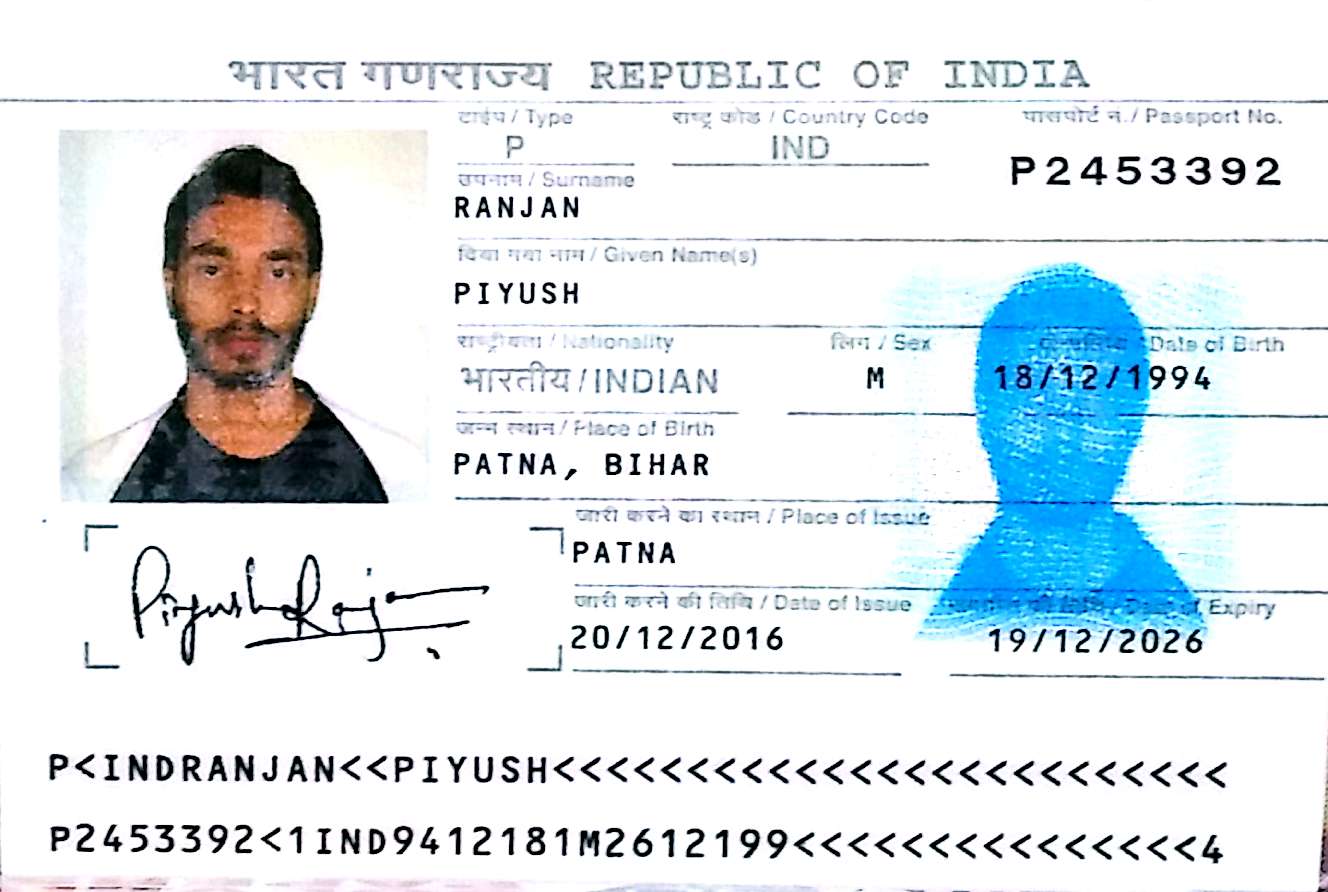 भारत गणराज्य REPUBLIC OF INDIA
टाईप / Type राष्ट्र कोड / Country Code पासपोर्ट न. / Passport No.
P IND P2453392
उपनाम / Surname
RANJAN
दिया गया नाम / Given Name(s)
PIYUSH
राष्ट्रीयता / Nationality लिंग / Sex Date of Birth
भारतीय / INDIAN M 18/12/1994
जन्म स्थान / Place of Birth
PATNA, BIHAR
जारी करने का स्थान / Place of Issue
PATNA
जारी करने की तिथि / Date of Issue Date of Expiry
20/12/2016 19/12/2026
Piyush Ranjan
P<INDRANJAN<<PIYUSH<<<<<<<<<<<<<<<<<<<<<<<<<
P2453392<1IND9412181M2612199<<<<<<<<<<<<<<<4